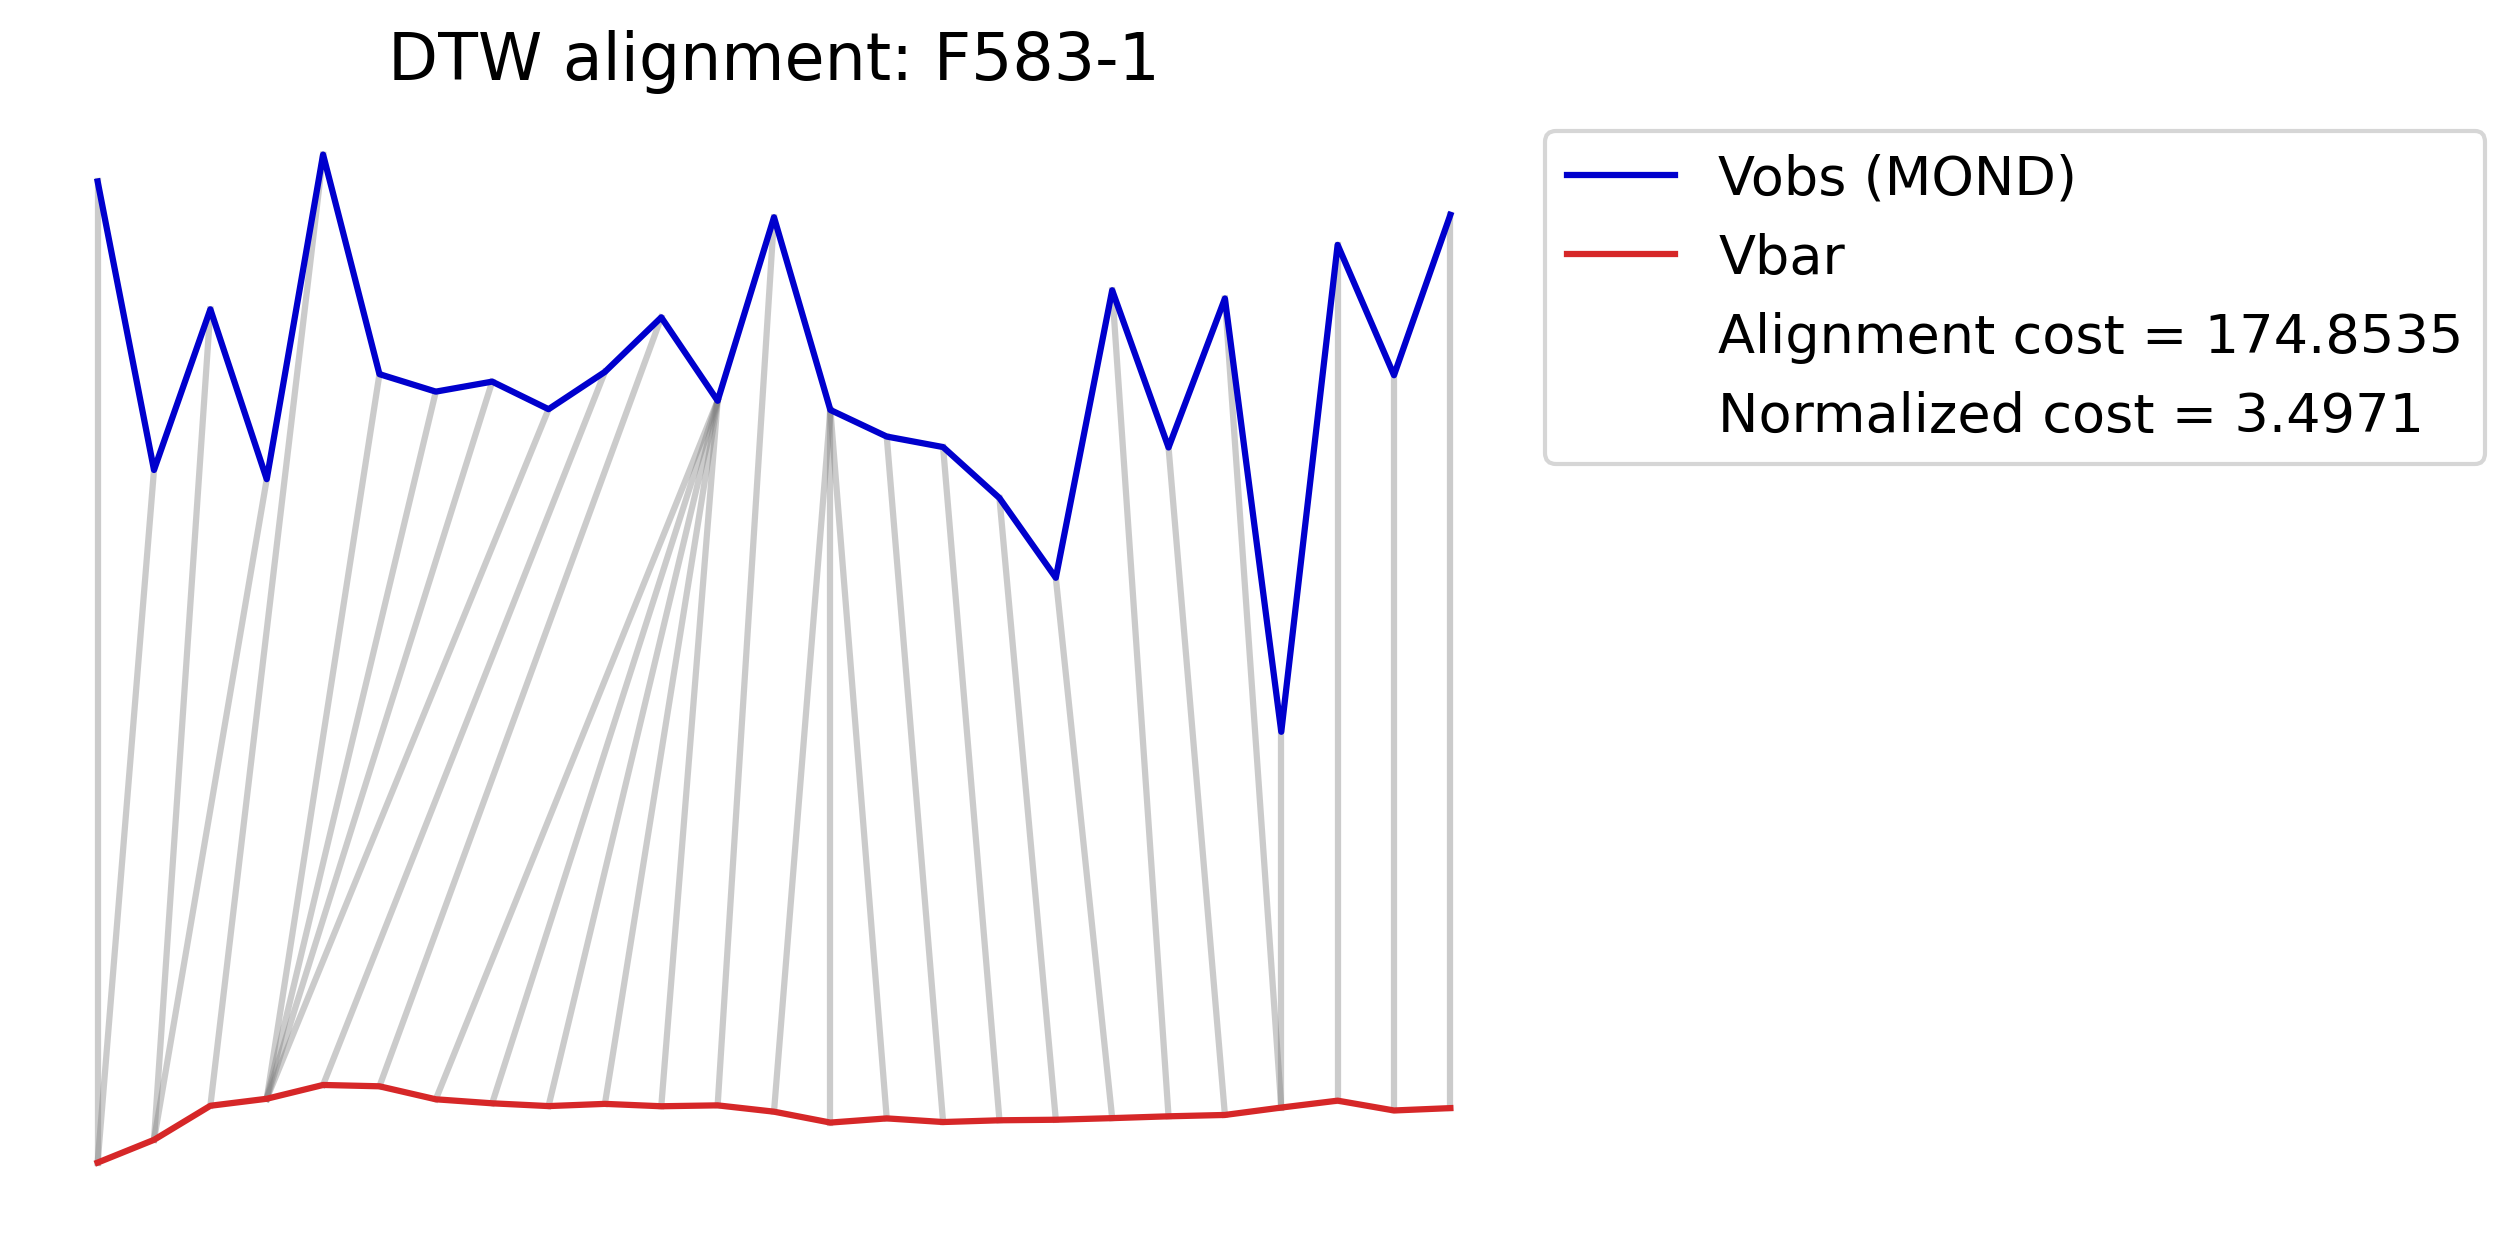 DTW alignment: F583-1
Vobs (MOND)
Vbar
Alignment cost = 174.8535
Normalized cost = 3.4971